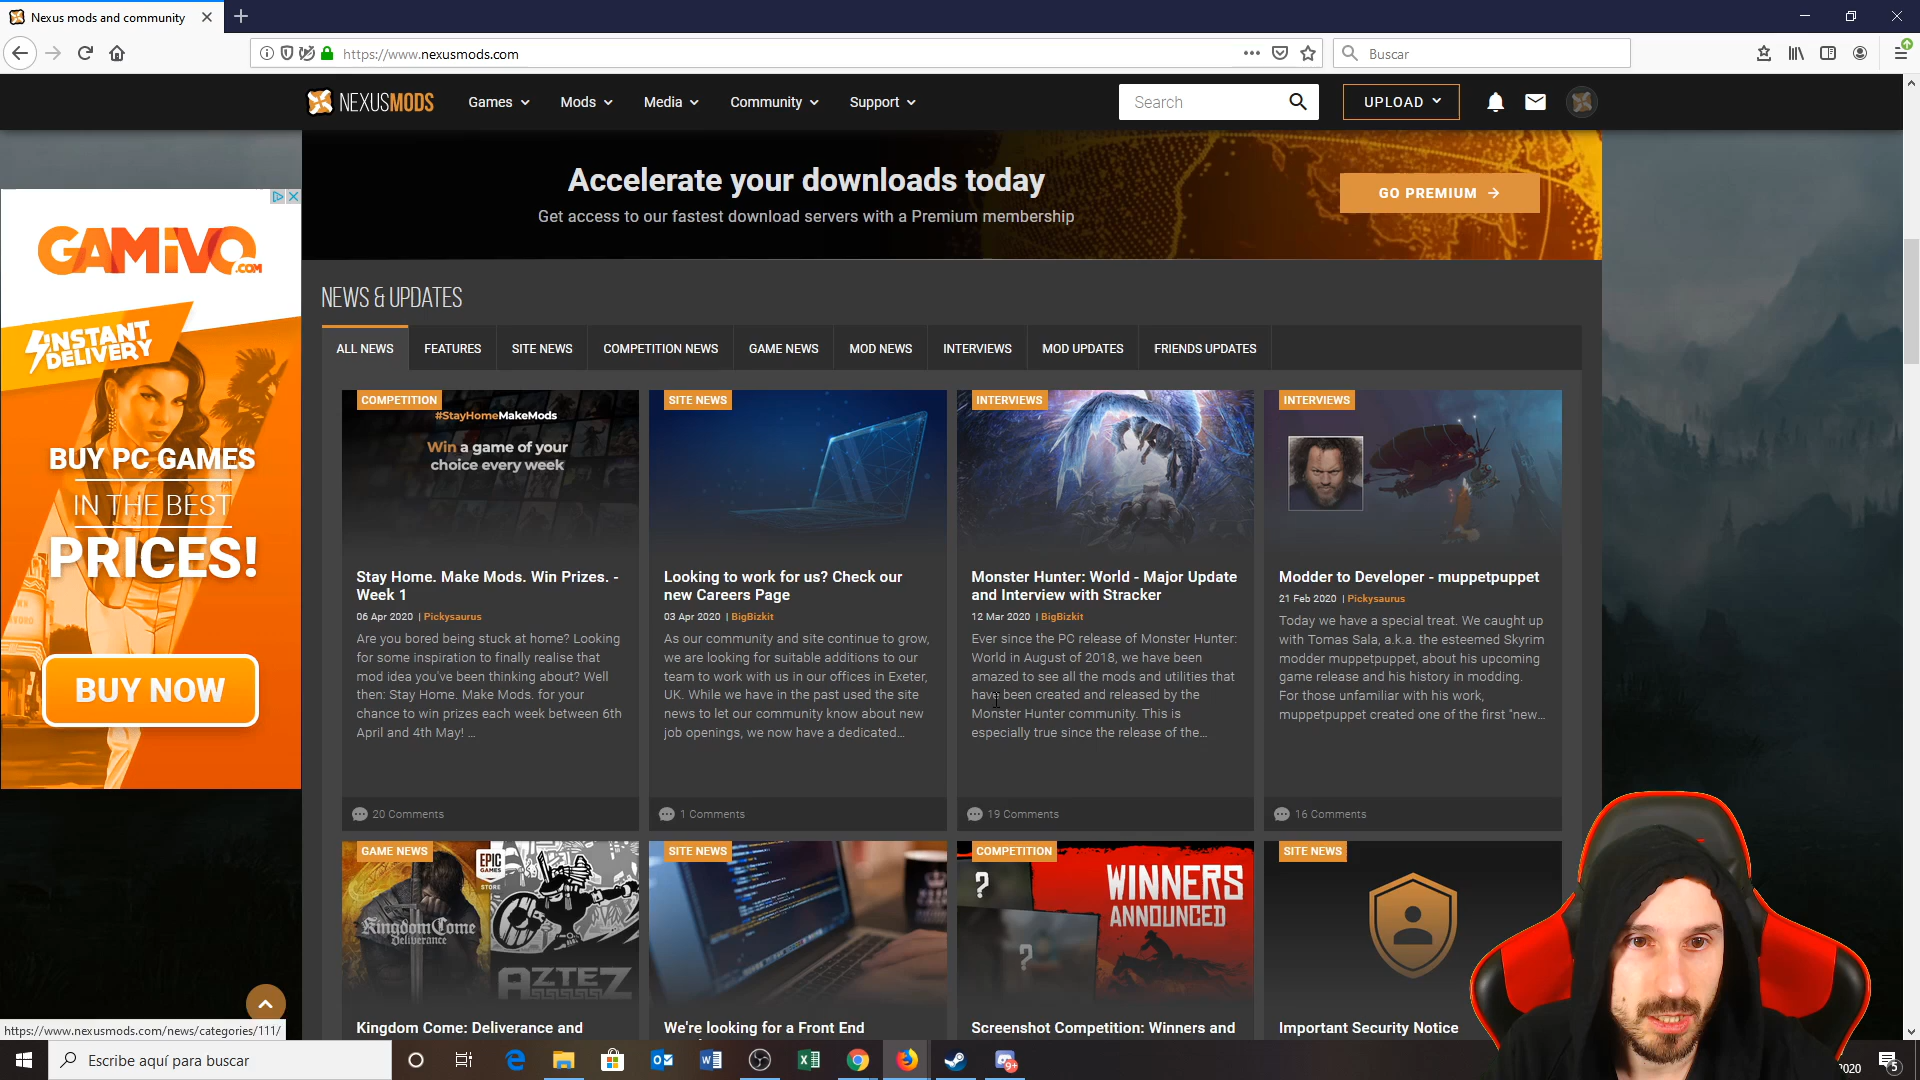 Nexus mods and community
https://www.nexusmods.com
Buscar
NEXUSMODS
Games
Mods
Media
Community
Support
Search
UPLOAD
Accelerate your downloads today
Get access to our fastest download servers with a Premium membership
GO PREMIUM
GAMIVO
.COM
INSTANT
DELIVERY
BUY PC GAMES
IN THE BEST
PRICES!
BUY NOW
NEWS & UPDATES
ALL NEWS
FEATURES
SITE NEWS
COMPETITION NEWS
GAME NEWS
MOD NEWS
INTERVIEWS
MOD UPDATES
FRIENDS UPDATES
COMPETITION
#StayHomeMakeMods
Win a game of your
choice every week
Stay Home. Make Mods. Win Prizes. -
Week 1
06 Apr 2020 | Pickysaurus
Are you bored being stuck at home? Looking
for some inspiration to finally realise that
mod idea you've been thinking about? Well
then: Stay Home. Make Mods. for your
chance to win prizes each week between 6th
April and 4th May! ...
20 Comments
SITE NEWS
Looking to work for us? Check our
new Careers Page
03 Apr 2020 | BigBizkit
As our community and site continue to grow,
we are looking for suitable additions to our
team to work with us in our offices in Exeter,
UK. While we have in the past used the site
news to let our community know about new
job openings, we now have a dedicated...
1 Comments
INTERVIEWS
Monster Hunter: World - Major Update
and Interview with Stracker
12 Mar 2020 | BigBizkit
Ever since the PC release of Monster Hunter:
World in August of 2018, we have been
amazed to see all the mods and utilities that
have been created and released by the
Monster Hunter community. This is
especially true since the release of the...
19 Comments
INTERVIEWS
Modder to Developer - muppetpuppet
21 Feb 2020 | Pickysaurus
Today we have a special treat. We caught up
with Tomas Sala, a.k.a. the esteemed Skyrim
modder muppetpuppet, about his upcoming
game release and his history in modding.
For those unfamiliar with his work,
muppetpuppet created one of the first "new...
16 Comments
GAME NEWS
EPIC
GAMES
STORE
Kingdom Come
Deliverance
AZTEZ
Kingdom Come: Deliverance and
SITE NEWS
We're looking for a Front End
COMPETITION
?
?
WINNERS
ANNOUNCED
Screenshot Competition: Winners and
SITE NEWS
Important Security Notice
https://www.nexusmods.com/news/categories/111/
Escribe aquí para buscar
9+
2020
5